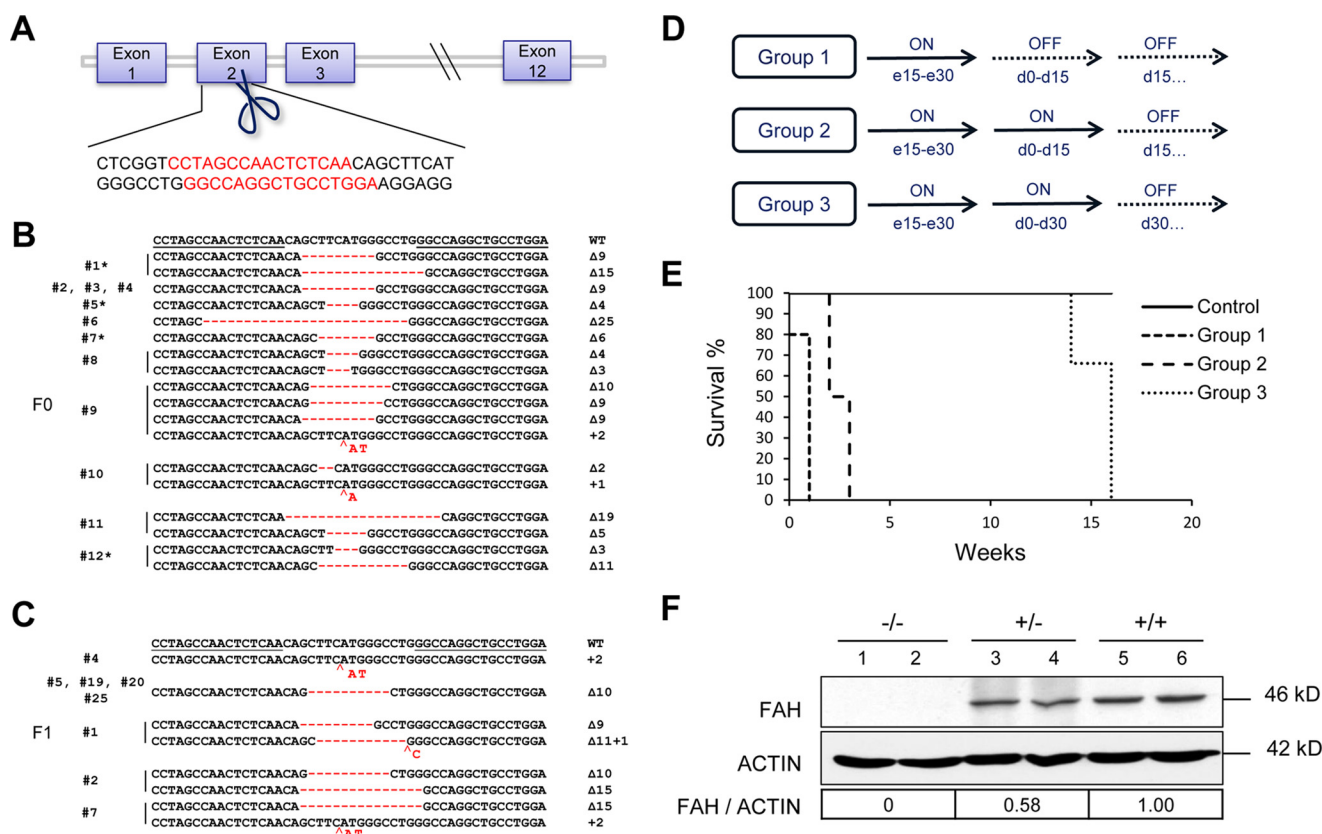 A
Exon 1
Exon 2
Exon 3
Exon 12
CTCGGTCCTAGCCAACTCTCAACAGCTTCAT
GGGCCTGGGCCAGGCTGCCTGGAAGGAGG
B
CCTAGCCAACTCTCAACAGCTTCATGGGCCTGGGCCAGGCTGCCTGGA WT
#1*
CCTAGCCAACTCTCAACA---------GCCTGGGCCAGGCTGCCTGGA Δ9
CCTAGCCAACTCTCAACA---------------GCCAGGCTGCCTGGA Δ15
#2, #3, #4 CCTAGCCAACTCTCAACA---------GCCTGGGCCAGGCTGCCTGGA Δ9
#5* CCTAGCCAACTCTCAACAGCT----GGGCCTGGGCCAGGCTGCCTGGA Δ4
#6 CCTAGC-------------------------GGGCCAGGCTGCCTGGA Δ25
#7* CCTAGCCAACTCTCAACAGC------GCCTGGGCCAGGCTGCCTGGA Δ6
#8
CCTAGCCAACTCTCAACAGCT----GGGCCTGGGCCAGGCTGCCTGGA Δ4
CCTAGCCAACTCTCAACAGCT---TGGGCCTGGGCCAGGCTGCCTGGA Δ3
F0
#9
CCTAGCCAACTCTCAACAG----------CCTGGGCCAGGCTGCCTGGA Δ10
CCTAGCCAACTCTCAACAG---------CCTGGGCCAGGCTGCCTGGA Δ9
CCTAGCCAACTCTCAACA---------GCCTGGGCCAGGCTGCCTGGA Δ9
CCTAGCCAACTCTCAACAGCTTCATGGGCCTGGGCCAGGCTGCCTGGA +2
^AT
#10
CCTAGCCAACTCTCAACAGC--CATGGGCCTGGGCCAGGCTGCCTGGA Δ2
CCTAGCCAACTCTCAACAGCTTCATGGGCCTGGGCCAGGCTGCCTGGA +1
^A
#11
CCTAGCCAACTCTCAA-------------------CAGGCTGCCTGGA Δ19
CCTAGCCAACTCTCAACAGCT-----GGCCTGGGCCAGGCTGCCTGGA Δ5
#12*
CCTAGCCAACTCTCAACAGCTT---GGGCCTGGGCCAGGCTGCCTGGA Δ3
CCTAGCCAACTCTCAACAGC-----------GGGCCAGGCTGCCTGGA Δ11
C
CCTAGCCAACTCTCAACAGCTTCATGGGCCTGGGCCAGGCTGCCTGGA WT
#4 CCTAGCCAACTCTCAACAGCTTCATGGGCCTGGGCCAGGCTGCCTGGA +2
^AT
#5, #19, #20
#25
CCTAGCCAACTCTCAACAG----------CTGGGCCAGGCTGCCTGGA Δ10
F1
#1
CCTAGCCAACTCTCAACA---------GCCTGGGCCAGGCTGCCTGGA Δ9
CCTAGCCAACTCTCAACAGC-----------GGGCCAGGCTGCCTGGA Δ11+1
^C
#2
CCTAGCCAACTCTCAACAG----------CTGGGCCAGGCTGCCTGGA Δ10
CCTAGCCAACTCTCAACA---------------GCCAGGCTGCCTGGA Δ15
#7
CCTAGCCAACTCTCAACA---------------GCCAGGCTGCCTGGA Δ15
CCTAGCCAACTCTCAACAGCTTCATGGGCCTGGGCCAGGCTGCCTGGA +2
^AT
D
Group 1 ON OFF OFF
e15-e30 d0-d15 d15...
Group 2 ON ON OFF
e15-e30 d0-d15 d15...
Group 3 ON ON OFF
e15-e30 d0-d30 d30...
E
Survival %
100
90
80
70
60
50
40
30
20
10
0
0 5 10 15 20
Weeks
Control
Group 1
Group 2
Group 3
F
-/- +/- +/+
1 2 3 4 5 6
FAH 46 kD
ACTIN 42 kD
FAH / ACTIN 0 0.58 1.00